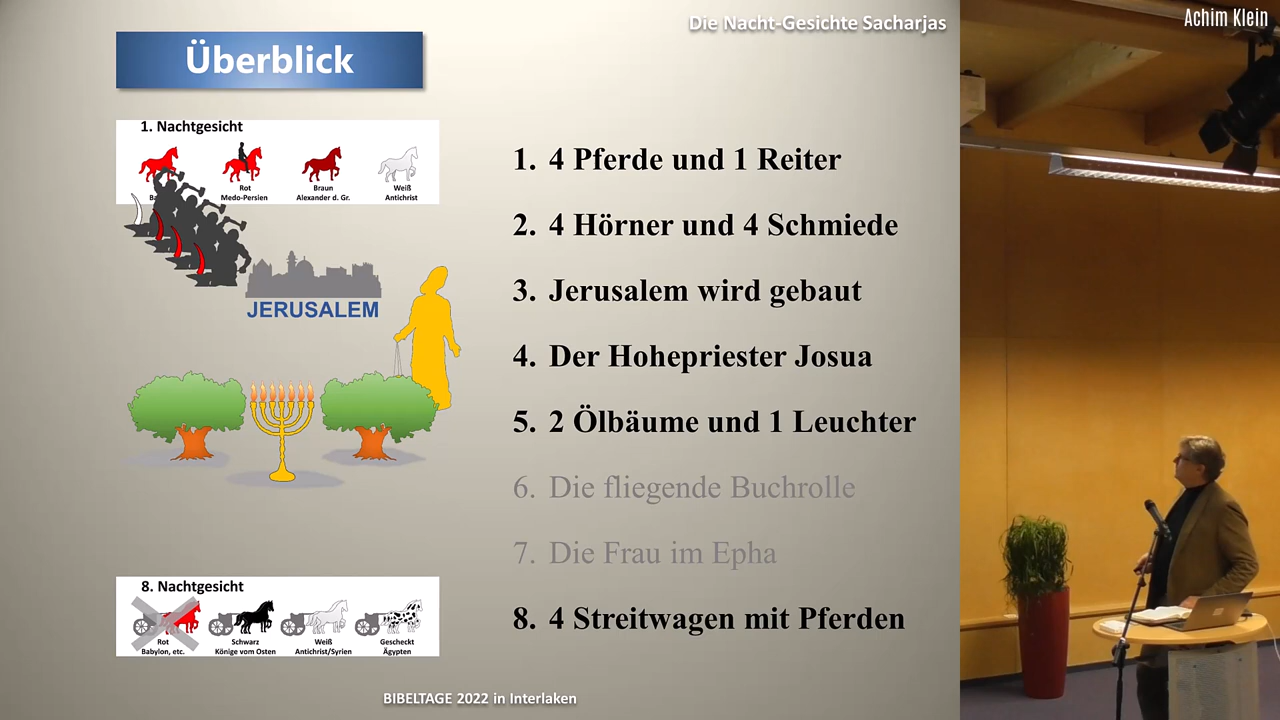 Die Nacht-Gesichte Sacharjas
Achim Klein
Überblick
1. Nachtgesicht
Rot
Medo-Persien
Braun
Alexander d. Gr.
Weiß
Antichrist
JERUSALEM
1. 4 Pferde und 1 Reiter
2. 4 Hörner und 4 Schmiede
3. Jerusalem wird gebaut
4. Der Hohepriester Josua
5. 2 Ölbäume und 1 Leuchter
6. Die fliegende Buchrolle
7. Die Frau im Epha
8. 4 Streitwagen mit Pferden
8. Nachtgesicht
Rot
Babylon, etc.
Schwarz
Könige vom Osten
Weiß
Antichrist/Syrien
Gescheckt
Ägypten
BIBELTAGE 2022 in Interlaken